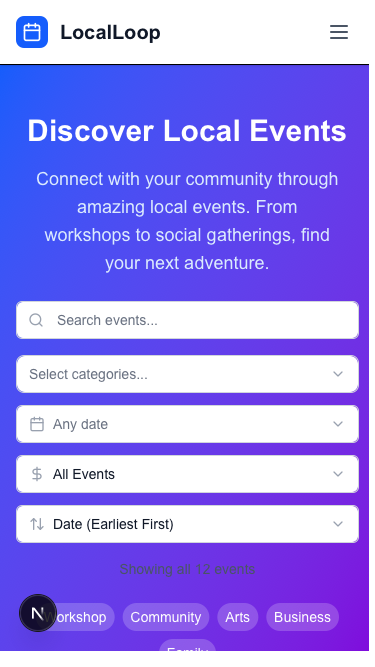 LocalLoop
Discover Local Events
Connect with your community through
amazing local events. From
workshops to social gatherings, find
your next adventure.
Search events...
Select categories...
Any date
All Events
Date (Earliest First)
Showing all 12 events
N
Workshop Community Arts Business
Family